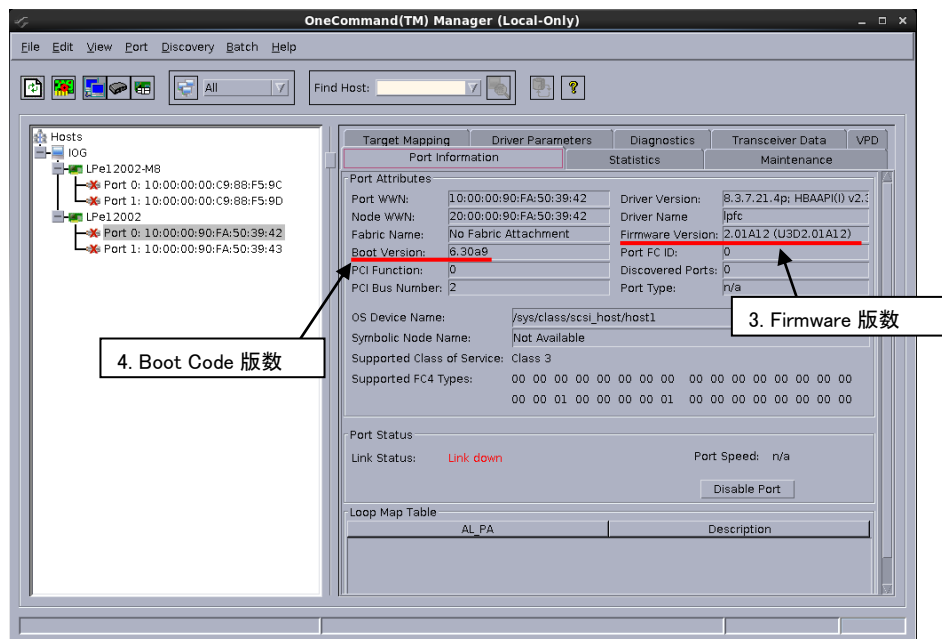 OneCommand(TM) Manager (Local-Only)
File Edit View Port Discovery Batch Help
All Find Host:
Hosts
IOG
LPe12002-M8
Port 0: 10:00:00:00:C9:88:F5:9C
Port 1: 10:00:00:00:C9:88:F5:9D
LPe12002
Port 0: 10:00:00:90:FA:50:39:42
Port 1: 10:00:00:90:FA:50:39:43
Target Mapping Driver Parameters Diagnostics Transceiver Data VPD
Port Information Statistics Maintenance
Port Attributes
Port WWN: 10:00:00:90:FA:50:39:42 Driver Version: 8.3.7.21.4p; HBAAPI(I) v2.3
Node WWN: 20:00:00:90:FA:50:39:42 Driver Name lpfc
Fabric Name: No Fabric Attachment Firmware Version: 2.01A12 (U3D2.01A12)
Boot Version: 6.30a9 Port FC ID: 0
PCI Function: 0 Discovered Ports: 0
PCI Bus Number: 2 Port Type: n/a
OS Device Name: /sys/class/scsi_host/host1
3. Firmware 版数
Symbolic Node Name: Not Available
4. Boot Code 版数
Supported Class of Service: Class 3
Supported FC4 Types: 00 00 00 00 00 00 00 00 00 00 00 00 00 00 00 00
00 00 01 00 00 00 00 01 00 00 00 00 00 00 00 00
Port Status
Link Status: Link down Port Speed: n/a
Disable Port
Loop Map Table
AL_PA Description